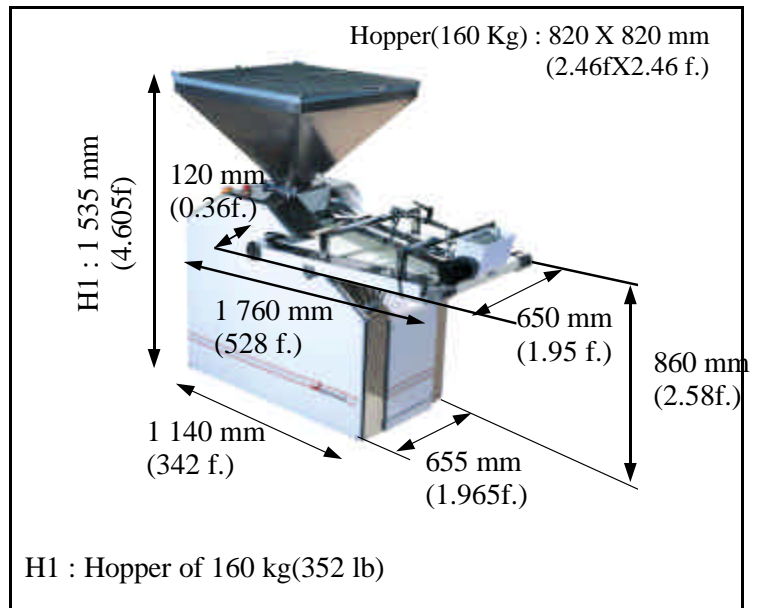 Hopper(160 Kg) : 820 X 820 mm
(2.46fX2.46 f.)
120 mm
(0.36f.)
H1 : 1 535 mm
(4.605f)
1 760 mm
(528 f.)
650 mm
(1.95 f.)
860 mm
(2.58f.)
1 140 mm
(342 f.)
655 mm
(1.965f.)
H1 : Hopper of 160 kg(352 lb)